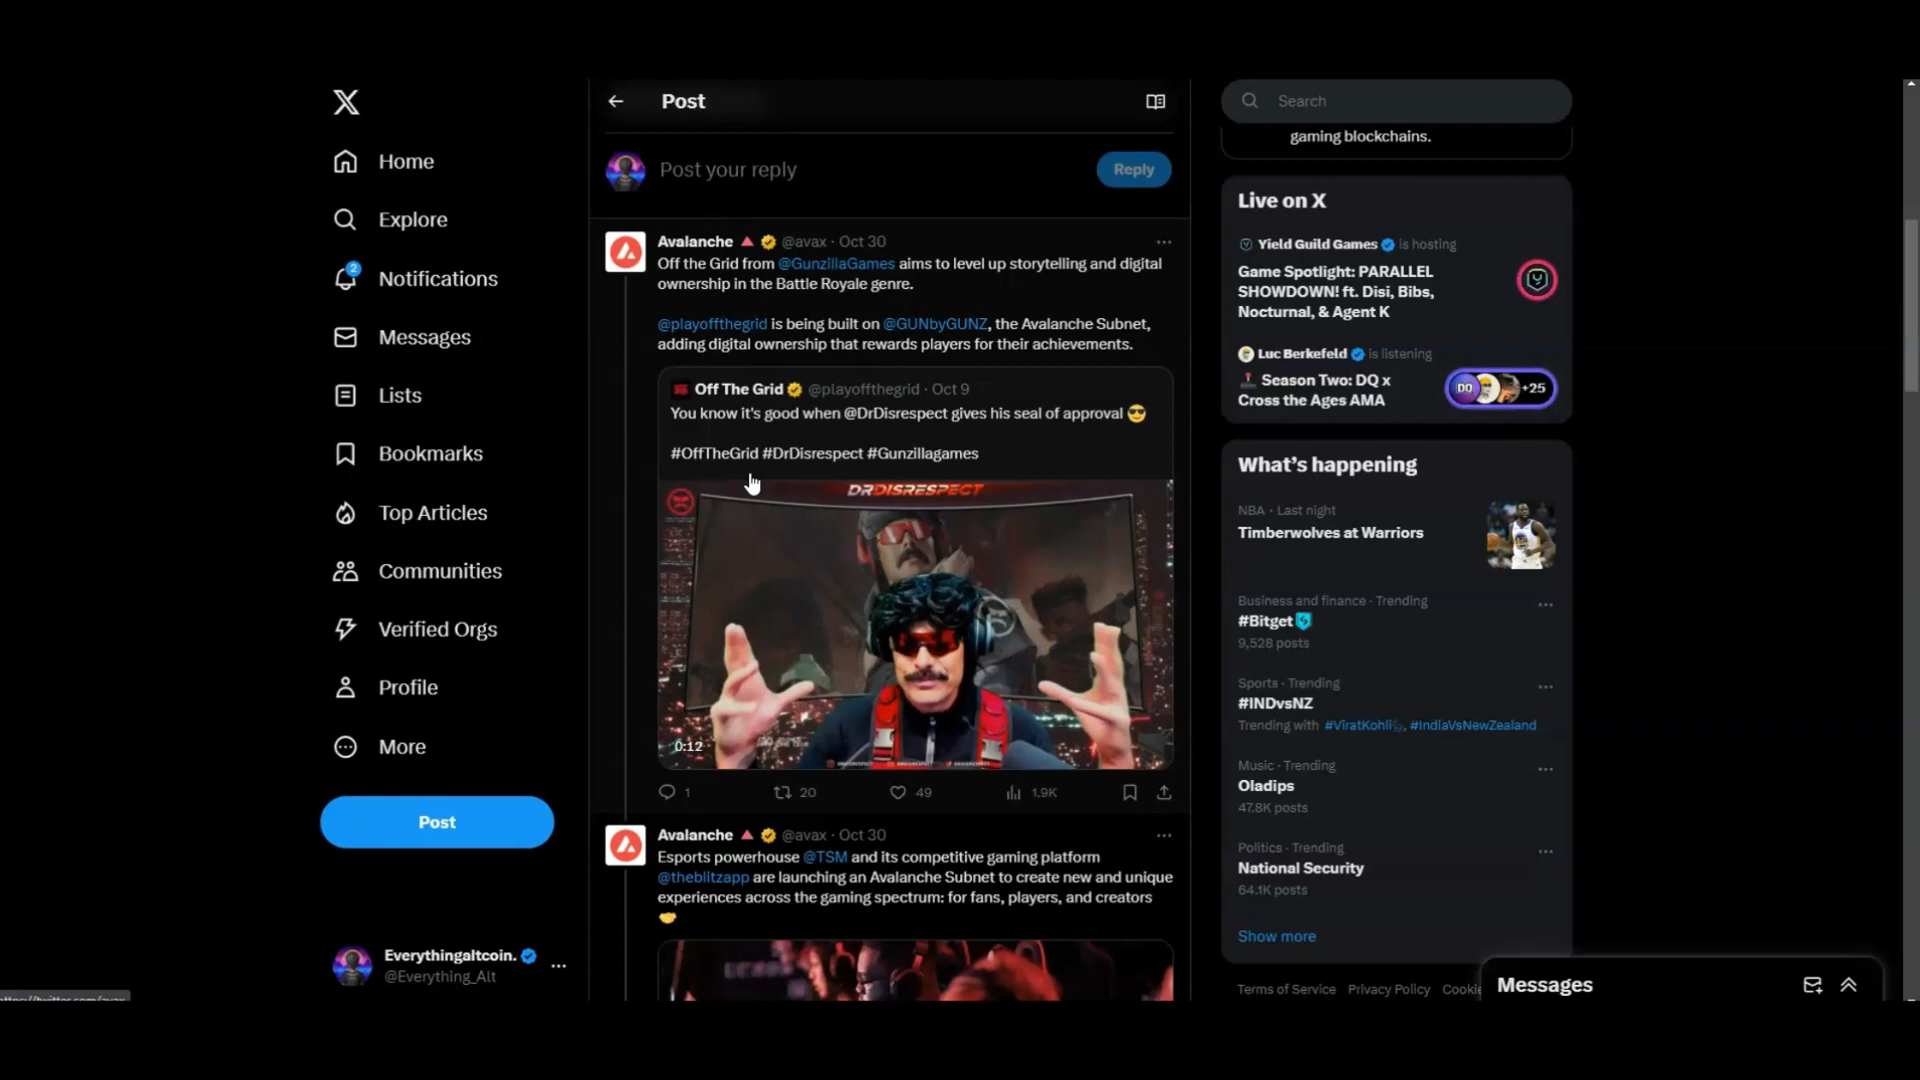 Home
Explore
2
Notifications
Messages
Lists
Bookmarks
Top Articles
Communities
Verified Orgs
Profile
More
Post
Everythingaltcoin.
@Everything_Alt
Post
Post your reply
Reply
Avalanche 🔺 @avax · Oct 30
Off the Grid from @GunzillaGames aims to level up storytelling and digital
ownership in the Battle Royale genre.
@playoffthegrid is being built on @GUNbyGUNZ, the Avalanche Subnet,
adding digital ownership that rewards players for their achievements.
Off The Grid @playoffthegrid · Oct 9
You know it's good when @DrDisrespect gives his seal of approval 😎
#OffTheGrid #DrDisrespect #Gunzillagames
DRDISRESPECT
0:12
1 20 49 1.9K
Avalanche 🔺 @avax · Oct 30
Esports powerhouse @TSM and its competitive gaming platform
@theblitzapp are launching an Avalanche Subnet to create new and unique
experiences across the gaming spectrum: for fans, players, and creators
🤝
Search
gaming blockchains.
Live on X
Yield Guild Games is hosting
Game Spotlight: PARALLEL
SHOWDOWN! ft. Disi, Bibs,
Nocturnal, & Agent K
Luc Berkefeld is listening
Season Two: DQ x
Cross the Ages AMA
DQ +25
What's happening
NBA · Last night
Timberwolves at Warriors
Business and finance · Trending
#Bitget
9,528 posts
Sports · Trending
#INDvsNZ
Trending with #ViratKohli, #IndiaVsNewZealand
Music · Trending
Oladips
47.8K posts
Politics · Trending
National Security
64.1K posts
Show more
Terms of Service Privacy Policy Cookie
Messages